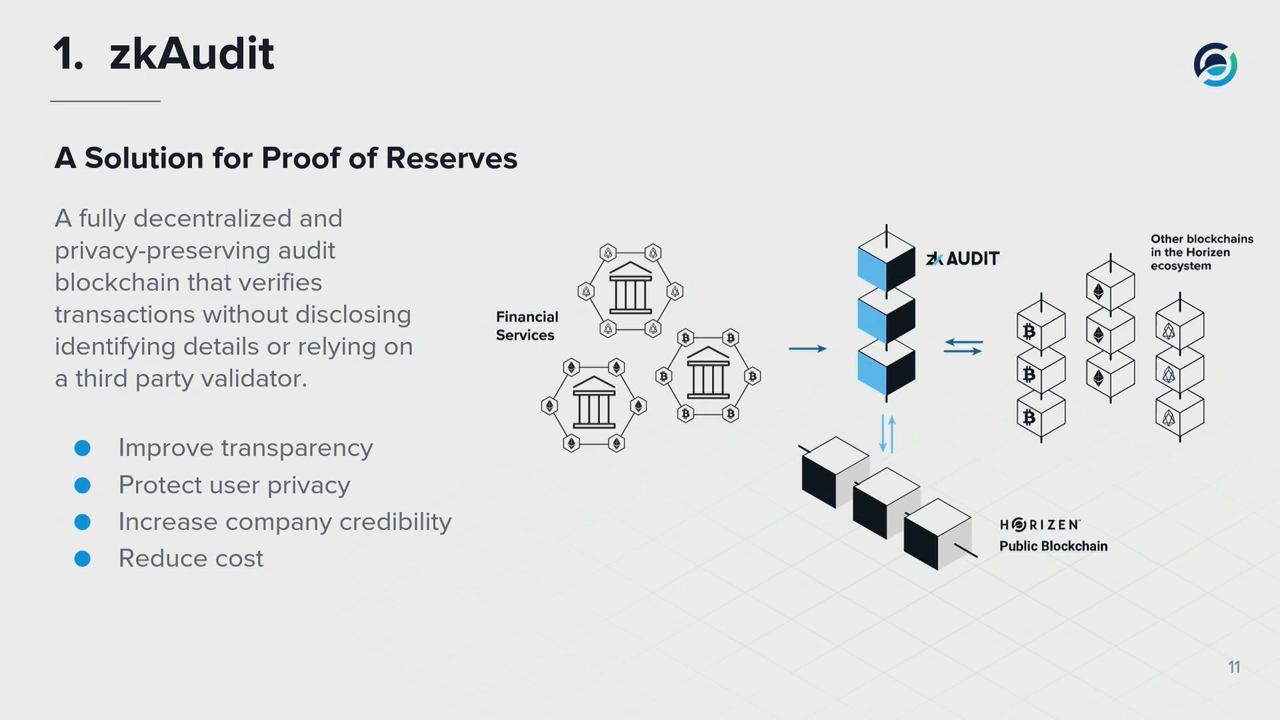 1. zkAudit
A Solution for Proof of Reserves
A fully decentralized and
privacy-preserving audit
blockchain that verifies
transactions without disclosing
identifying details or relying on
a third party validator.
● Improve transparency
● Protect user privacy
● Increase company credibility
● Reduce cost
Financial
Services
zk AUDIT
Other blockchains
in the Horizen
ecosystem
HORIZEN
Public Blockchain
11